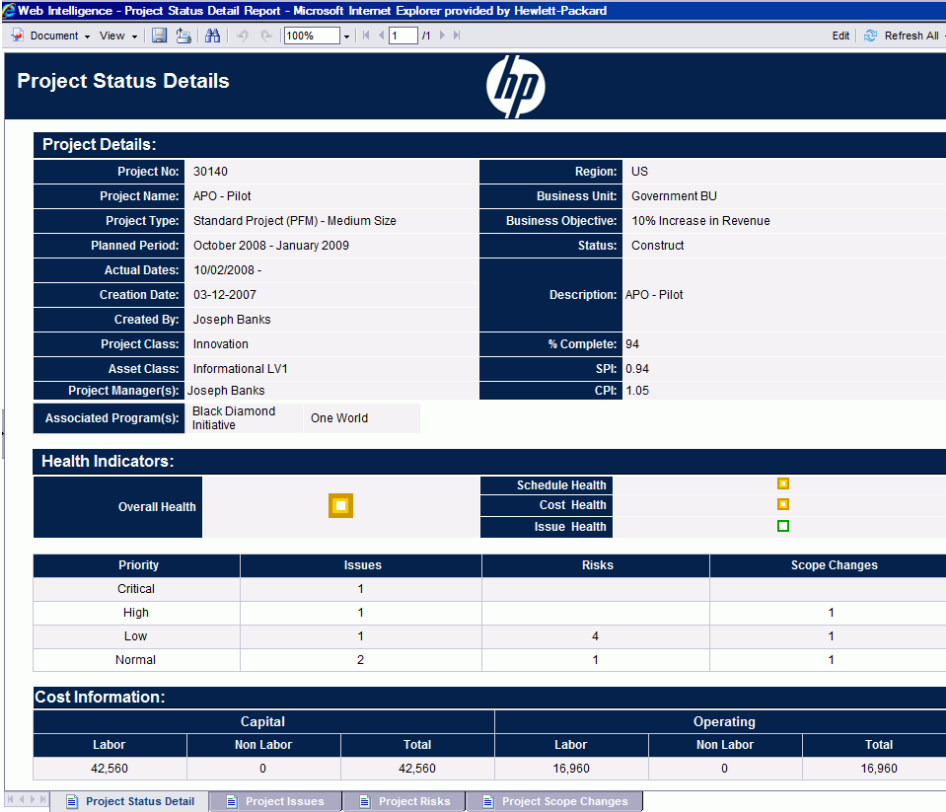 Web Intelligence - Project Status Detail Report - Microsoft Internet Explorer provided by Hewlett-Packard
Document View 100% 1 /1 Edit Refresh All
Project Status Details hp
Project Details:
Project No: 30140 Region: US
Project Name: APO - Pilot Business Unit: Government BU
Project Type: Standard Project (PFM) - Medium Size Business Objective: 10% Increase in Revenue
Planned Period: October 2008 - January 2009 Status: Construct
Actual Dates: 10/02/2008 -
Creation Date: 03-12-2007 Description: APO - Pilot
Created By: Joseph Banks
Project Class: Innovation % Complete: 94
Asset Class: Informational LV1 SPI: 0.94
Project Manager(s): Joseph Banks CPI: 1.05
Associated Program(s): Black Diamond Initiative One World
Health Indicators:
Overall Health
Schedule Health
Cost Health
Issue Health
Priority Issues Risks Scope Changes
Critical 1
High 1 1
Low 1 4 1
Normal 2 1 1
Cost Information:
Capital Operating
Labor Non Labor Total Labor Non Labor Total
42,560 0 42,560 16,960 0 16,960
Project Status Detail Project Issues Project Risks Project Scope Changes